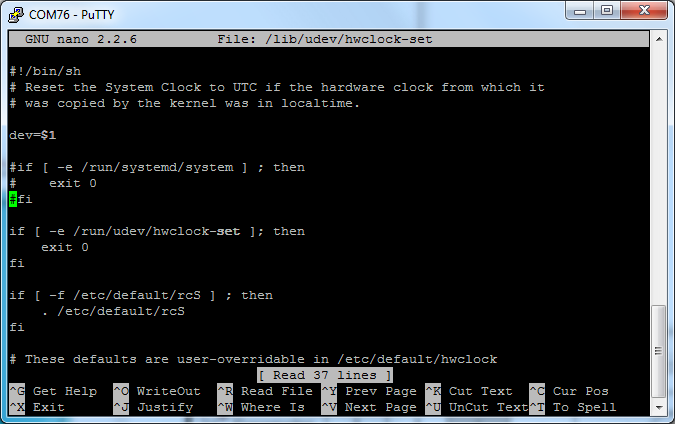 COM76 - PuTTY
GNU nano 2.2.6 File: /lib/udev/hwclock-set
#!/bin/sh
# Reset the System Clock to UTC if the hardware clock from which it
# was copied by the kernel was in localtime.
dev=$1
#if [ -e /run/systemd/system ] ; then
#    exit 0
#fi
if [ -e /run/udev/hwclock-set ]; then
    exit 0
fi
if [ -f /etc/default/rcS ] ; then
    . /etc/default/rcS
fi
# These defaults are user-overridable in /etc/default/hwclock
[ Read 37 lines ]
^G Get Help ^O WriteOut ^R Read File ^Y Prev Page ^K Cut Text ^C Cur Pos
^X Exit ^J Justify ^W Where Is ^V Next Page ^U UnCut Text ^T To Spell